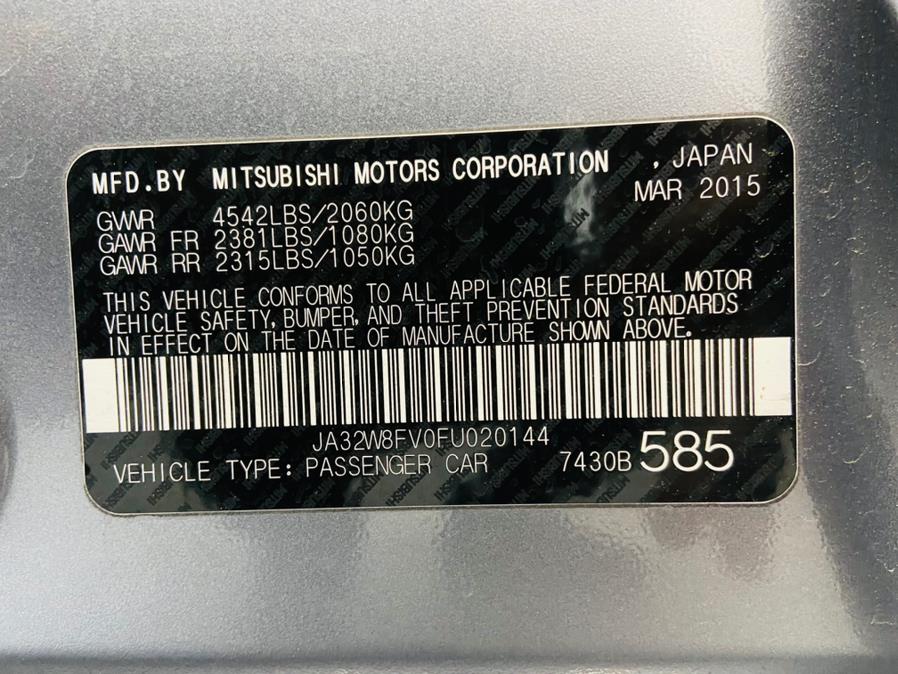 MFD.BY MITSUBISHI MOTORS CORPORATION , JAPAN
MAR 2015
GVWR 4542LBS/2060KG
GAWR FR 2381LBS/1080KG
GAWR RR 2315LBS/1050KG
THIS VEHICLE CONFORMS TO ALL APPLICABLE FEDERAL MOTOR
VEHICLE SAFETY, BUMPER, AND THEFT PREVENTION STANDARDS
IN EFFECT ON THE DATE OF MANUFACTURE SHOWN ABOVE.
JA32W8FV0FU020144
VEHICLE TYPE: PASSENGER CAR 7430B 585